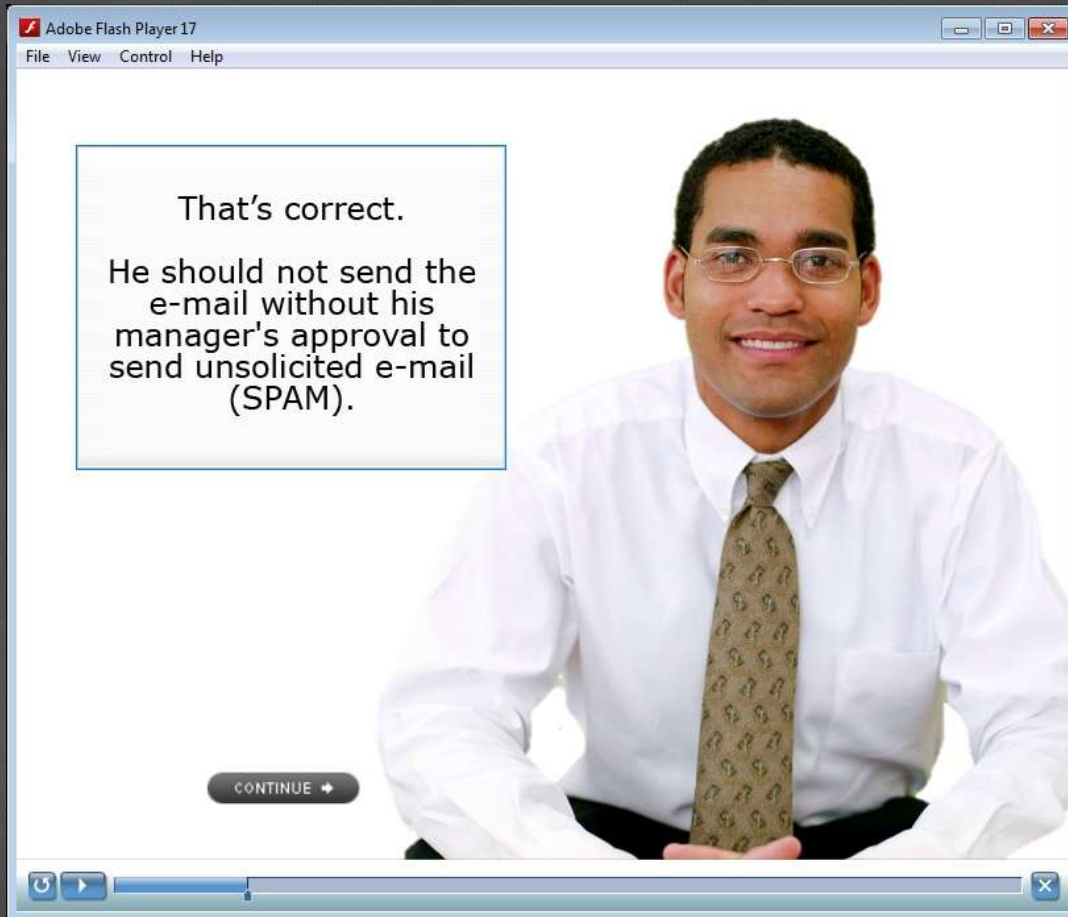 Adobe Flash Player 17
File View Control Help
That’s correct.
He should not send the
e-mail without his
manager's approval to
send unsolicited e-mail
(SPAM).
CONTINUE